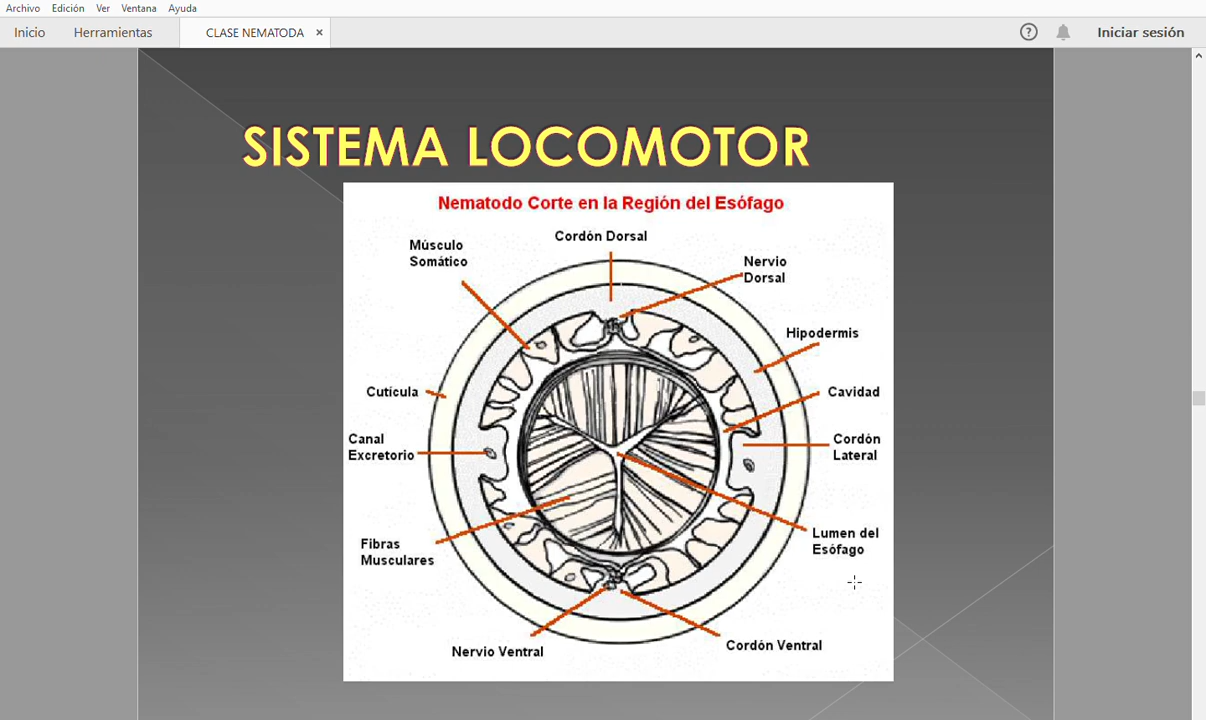 Archivo Edición Ver Ventana Ayuda
Inicio Herramientas CLASE NEMATODA × ? Iniciar sesión
SISTEMA LOCOMOTOR
Nematodo Corte en la Región del Esófago
Cordón Dorsal
Músculo
Somático
Nervio
Dorsal
Hipodermis
Cutícula
Cavidad
Canal
Excretorio
Cordón
Lateral
Lumen del
Esófago
Fibras
Musculares
Nervio Ventral
Cordón Ventral